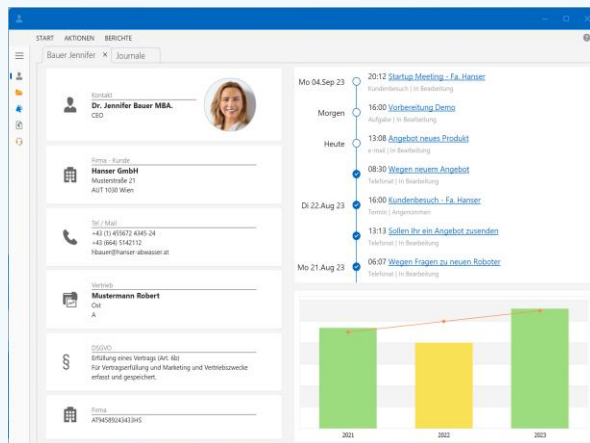 START AKTIONEN BERICHTE
Bauer Jennifer × Journale
Kontakt
Dr. Jennifer Bauer MBA.
CEO
Firma - Kunde
Hanser GmbH
Musterstraße 21
AUT 1030 Wien
Tel / Mail
+43 (1) 455672 4345-24
+43 (664) 5142112
hbauer@hanser-abwasser.at
Vertrieb
Mustermann Robert
Ost
A
DSGVO
§
Erfüllung eines Vertrags (Art. 6b)
Für Vertragserfüllung und Marketing und Vertriebszwecke
erfasst und gespeichert.
Firma
AT94589243433HS
Mo 04.Sep 23 20:12 Startup Meeting - Fa. Hanser
Kundenbesuch | In Bearbeitung
Morgen 16:00 Vorbereitung Demo
Aufgabe | In Bearbeitung
Heute 13:08 Angebot neues Produkt
e-mail | In Bearbeitung
08:30 Wegen neuem Angebot
Telefonat | In Bearbeitung
Di 22.Aug 23 16:00 Kundenbesuch - Fa. Hanser
Termin | Angenommen
13:13 Sollen Ihr ein Angebot zusenden
Telefonat | In Bearbeitung
Mo 21.Aug 23 06:07 Wegen Fragen zu neuen Roboter
Telefonat | In Bearbeitung
2021 2022 2023